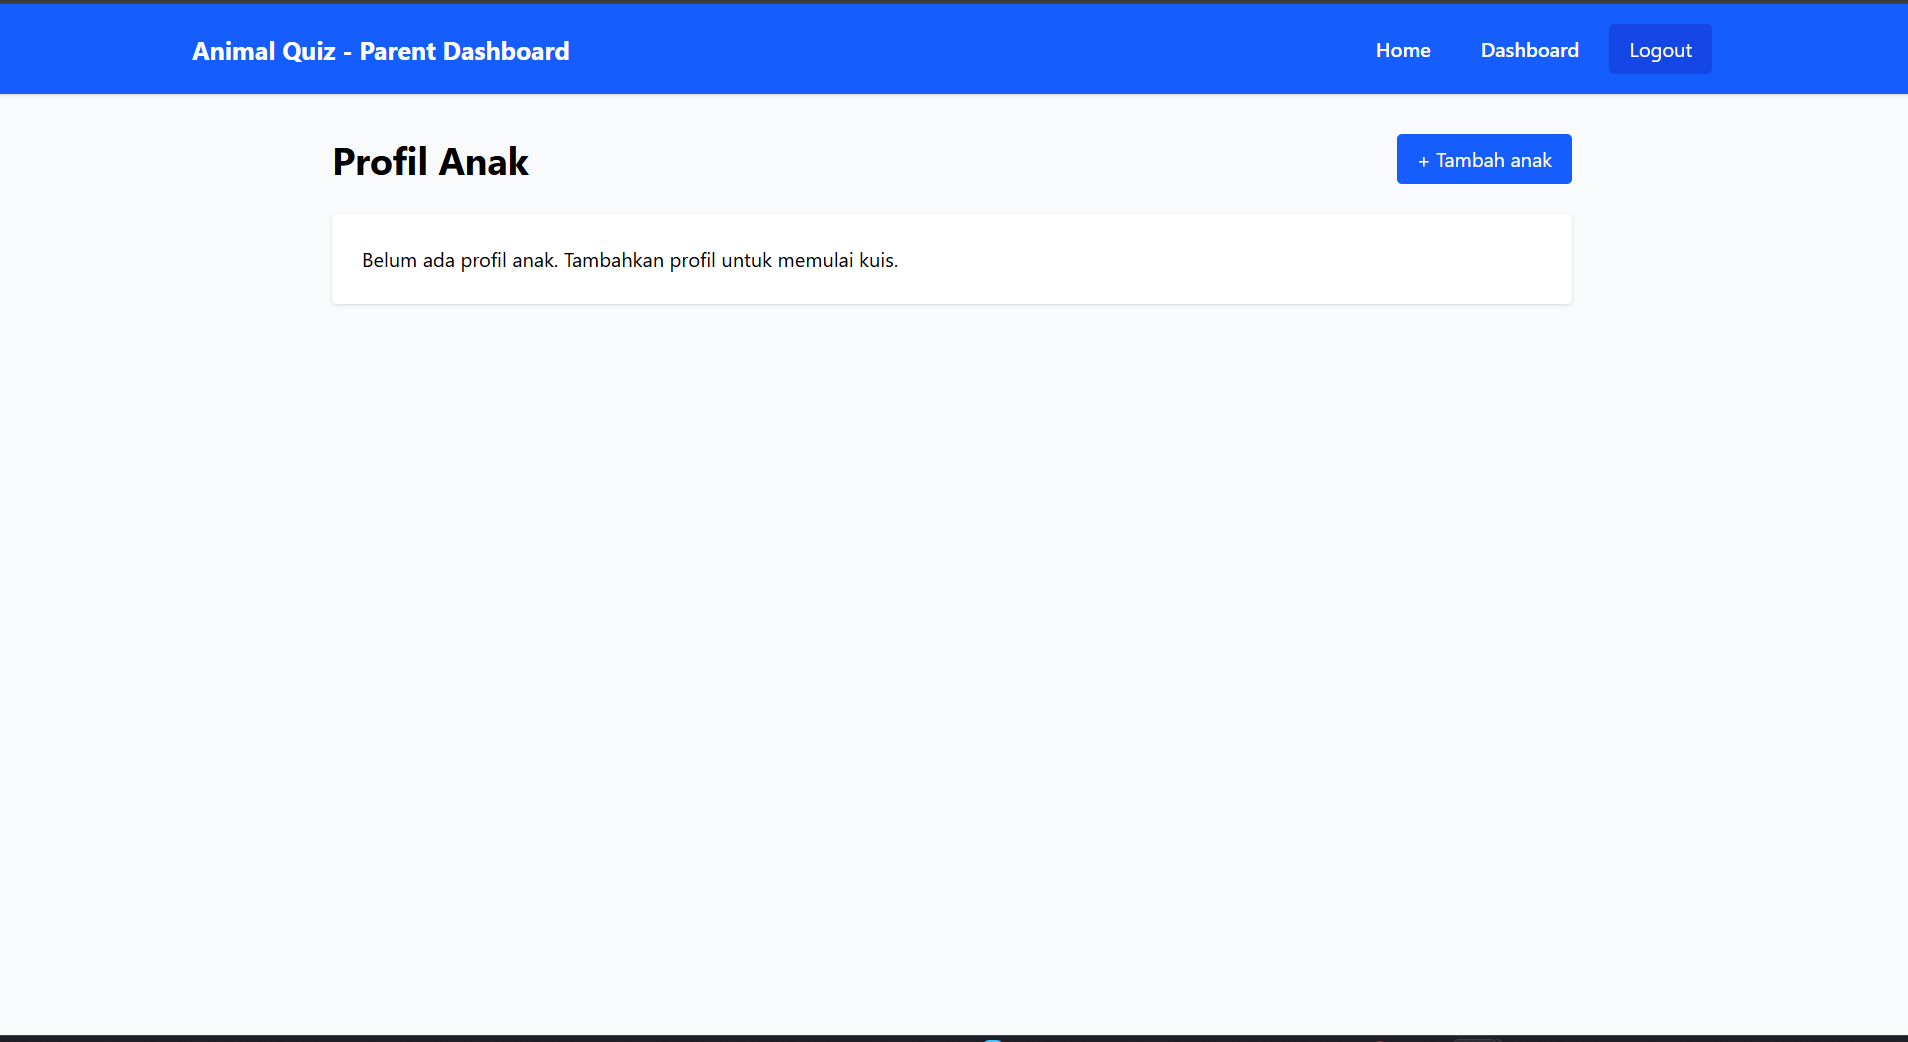 Animal Quiz - Parent Dashboard
Home
Dashboard
Logout
Profil Anak
+ Tambah anak
Belum ada profil anak. Tambahkan profil untuk memulai kuis.